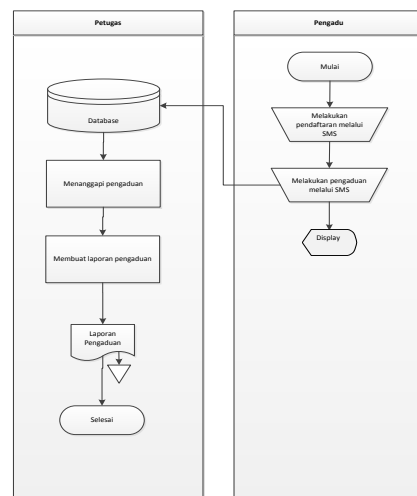 Petugas
Pengadu
Mulai
Melakukan
pendaftaran melalui
SMS
Melakukan pengaduan
melalui SMS
Display
Database
Menanggapi pengaduan
Membuat laporan pengaduan
Laporan
Pengaduan
Selesai